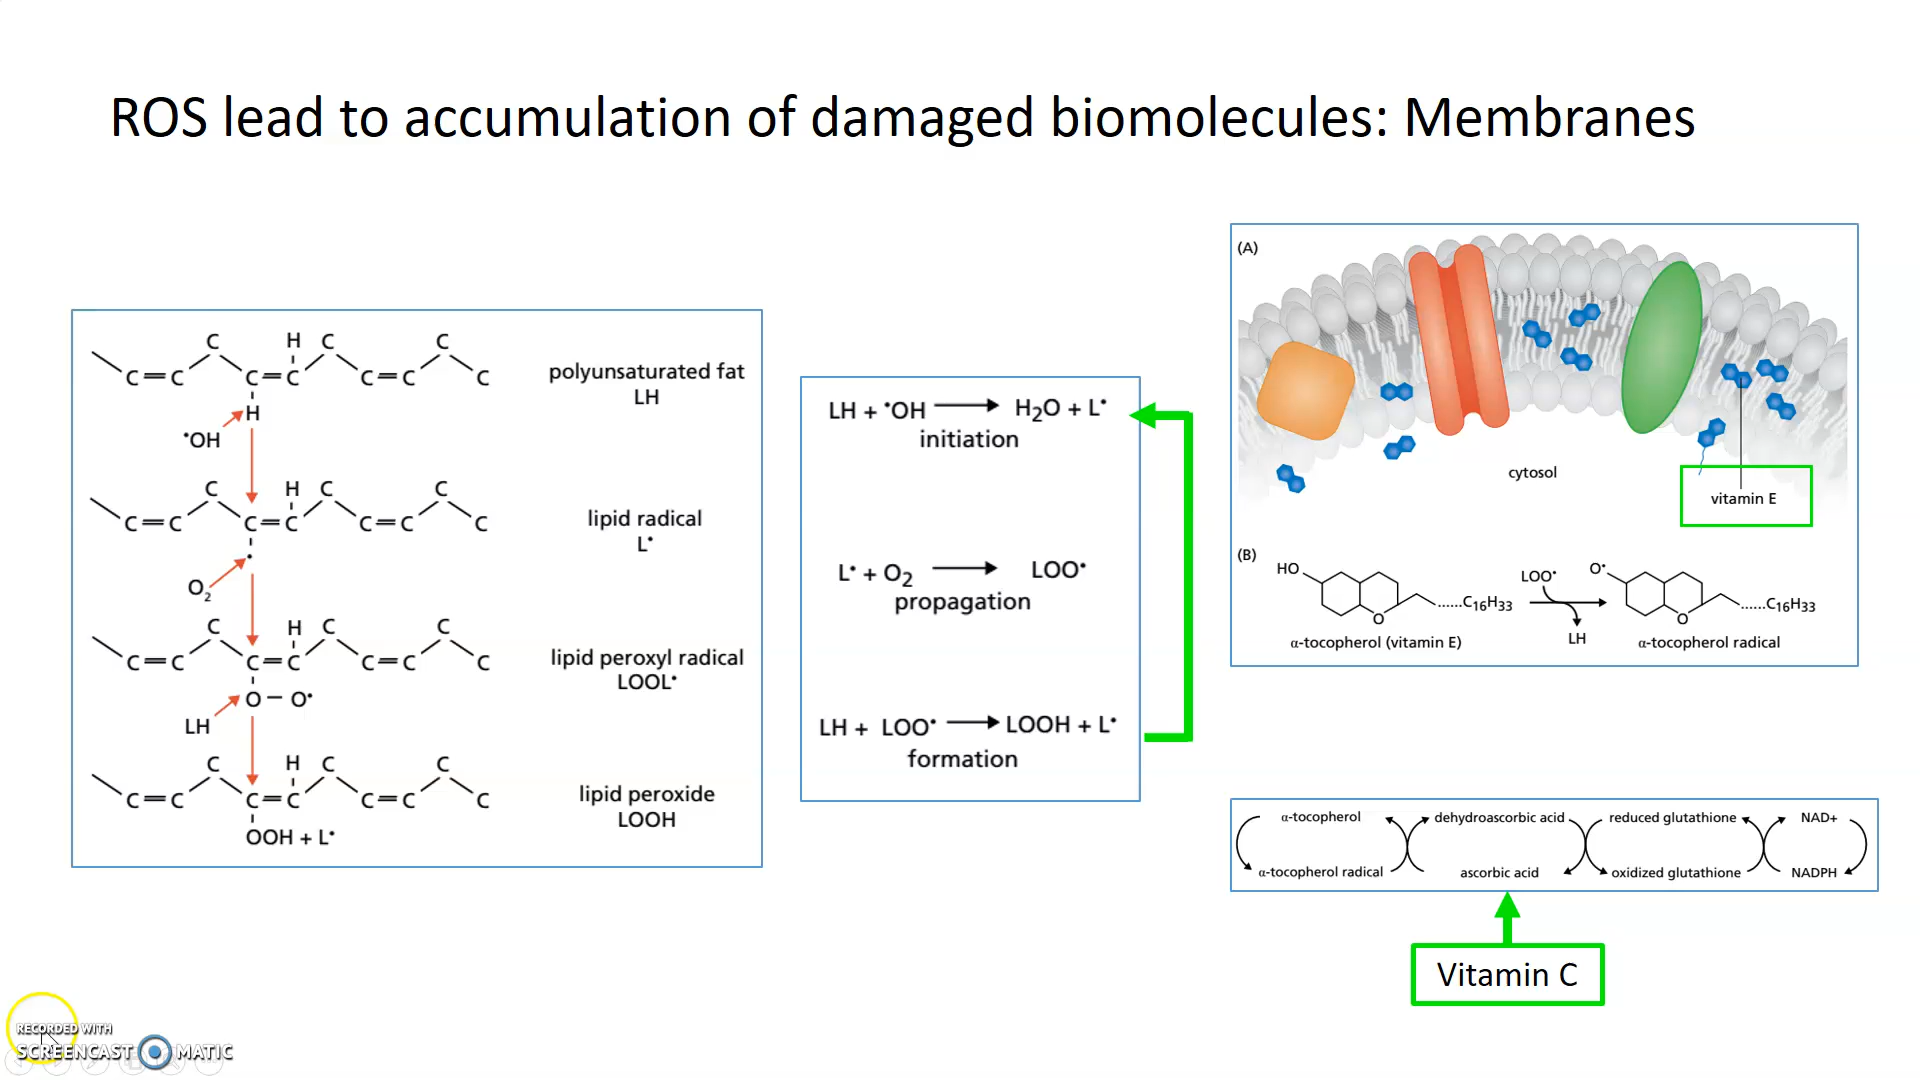 ROS lead to accumulation of damaged biomolecules: Membranes
C H C C
C=C C=C C=C C
H
•OH
polyunsaturated fat
LH
C H C C
C=C C=C C=C C
•
O₂
lipid radical
L•
C H C C
C=C C=C C=C C
O – O•
LH
lipid peroxyl radical
LOOL•
C H C C
C=C C=C C=C C
OOH + L•
lipid peroxide
LOOH
LH + •OH → H₂O + L•
initiation
L• + O₂ → LOO•
propagation
LH + LOO• → LOOH + L•
formation
(A)
cytosol
vitamin E
(B)
HO
O
......C₁₆H₃₃
α-tocopherol (vitamin E)
LOO•
LH
O•
O
......C₁₆H₃₃
α-tocopherol radical
α-tocopherol dehydroascorbic acid reduced glutathione NAD+
α-tocopherol radical ascorbic acid oxidized glutathione NADPH
Vitamin C
RECORDED WITH
SCREENCAST MATIC